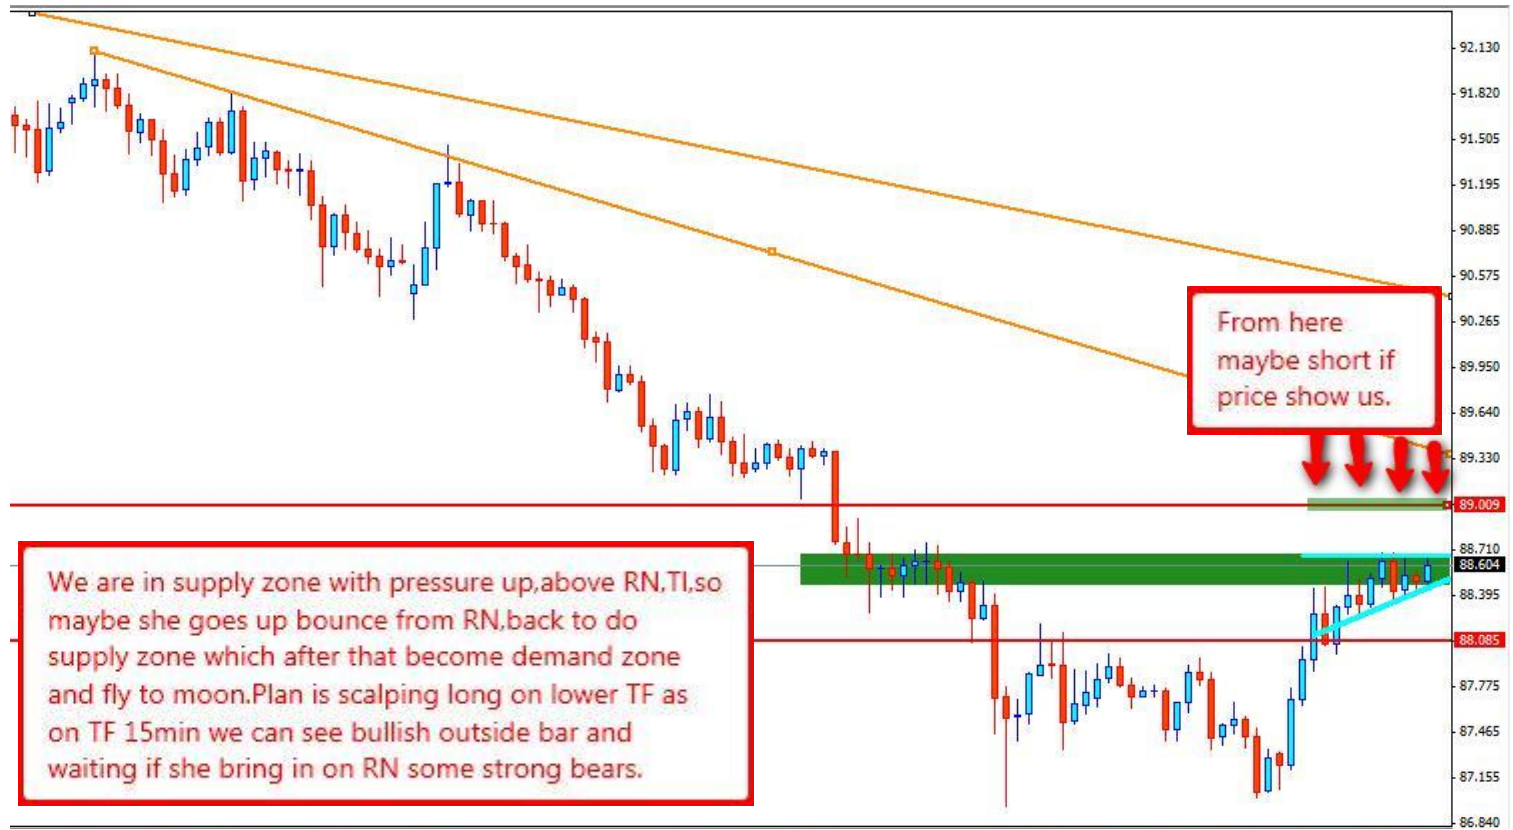 92.130
91.820
91.505
91.195
90.885
90.575
90.265
89.950
89.640
89.330
89.009
88.710
88.604
88.395
88.085
87.775
87.465
87.155
86.840
From here
maybe short if
price show us.
We are in supply zone with pressure up,above RN,Tl,so
maybe she goes up bounce from RN,back to do
supply zone which after that become demand zone
and fly to moon.Plan is scalping long on lower TF as
on TF 15min we can see bullish outside bar and
waiting if she bring in on RN some strong bears.